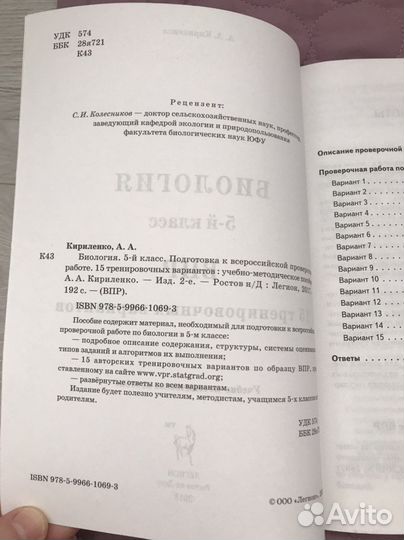 УДК 574
ББК 28я721
К43
Рецензент:
С.И. Колесников — доктор сельскохозяйственных наук, профессор,
заведующий кафедрой экологии и природопользования
факультета биологических наук ЮФУ
Кириленко, А. А.
К43 Биология. 5-й класс. Подготовка к всероссийской проверочной
работе. 15 тренировочных вариантов : учебно-методическое
А. А. Кириленко. — Изд. 2-е. — Ростов н/Д : Легион,
192 с. — (ВПР).
ISBN 978-5-9966-1069-3
Пособие содержит материал, необходимый для подготовки к
проверочной работе по биологии в 5-м классе:
— подробное описание содержания, структуры, системы
типов заданий и алгоритмов их выполнения;
— 15 авторских тренировочных вариантов по образцу ВПР,
ставленному на сайте www.vpr.statgrad.org;
— развёрнутые ответы ко всем вариантам.
Издание будет полезно учителям, методистам, учащимся 5-х
родителям.
УДК 574
ББК
ISBN 978-5-9966-1069-3
© ООО «Легион»,
Описание проверочной
Проверочная работа по
Вариант 1
Вариант 2
Вариант 3
Вариант 4
Вариант 5
Вариант 6
Вариант 7
Вариант 8
Вариант 9
Вариант 10
Вариант 11
Вариант 12
Вариант 13
Вариант 14
Вариант 15
Ответы
Avito